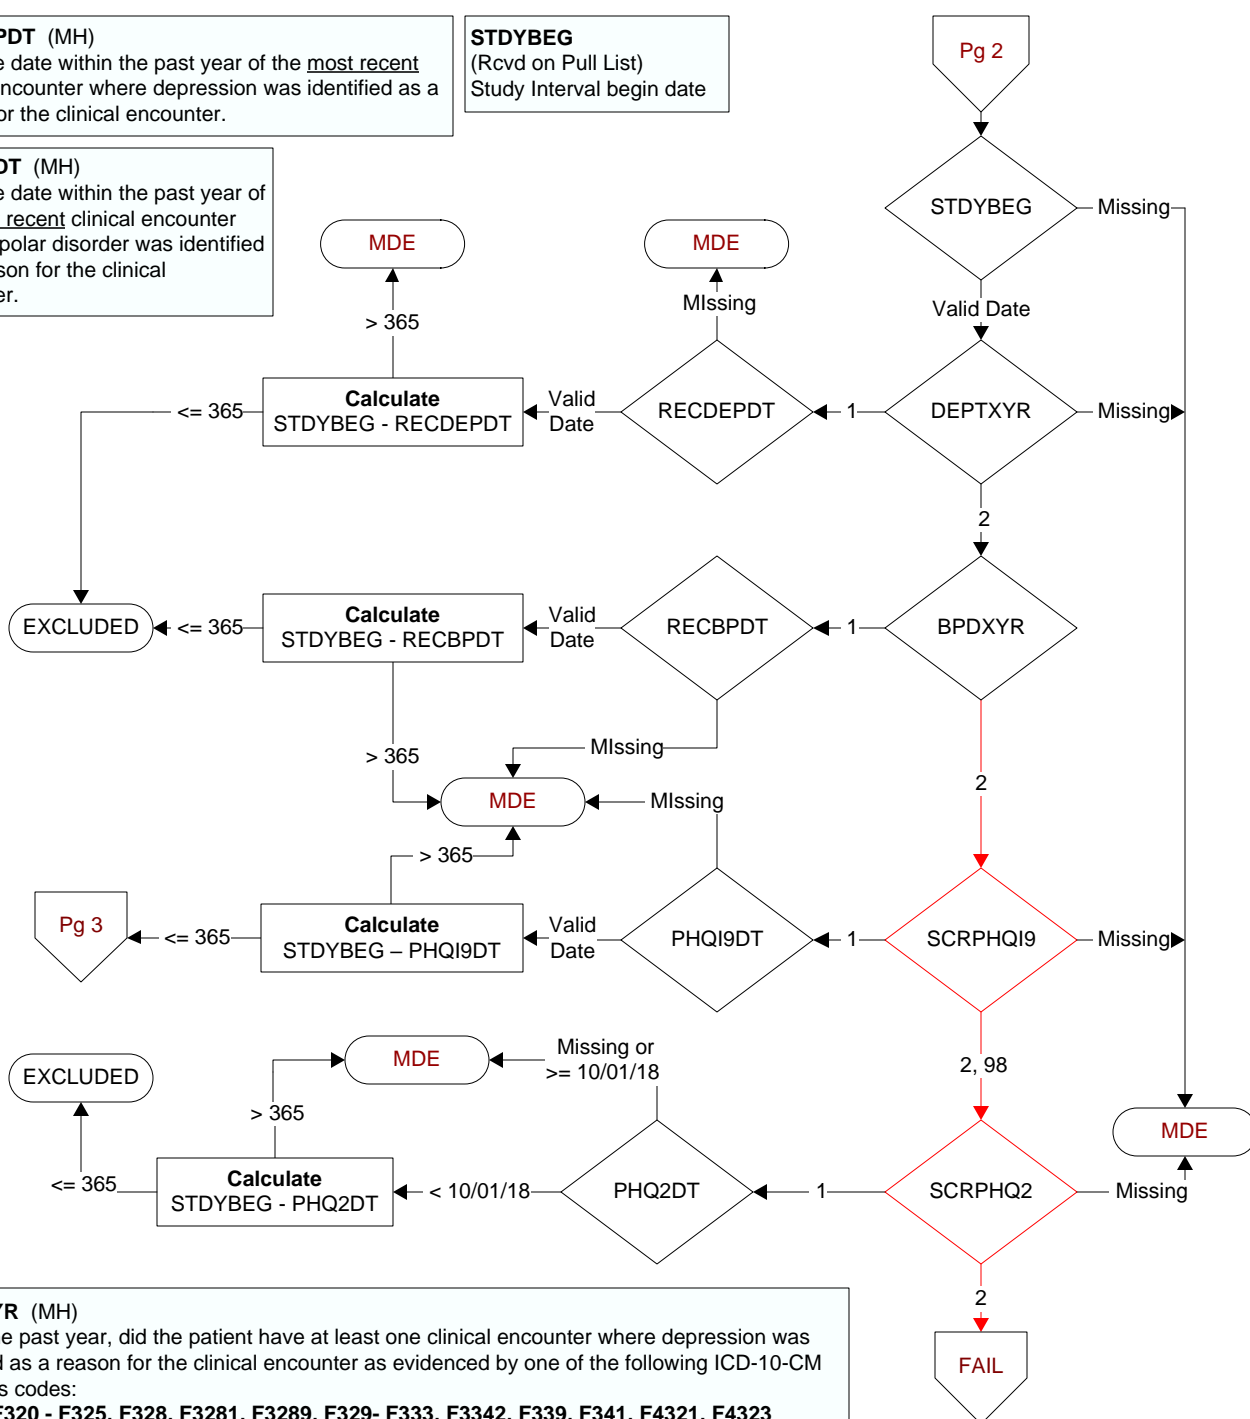 PDT (MH)
e date within the past year of the most recent
ncounter where depression was identified as a
or the clinical encounter.
STDYBEG
(Rcvd on Pull List)
Study Interval begin date
Pg 2
DT (MH)
e date within the past year of
recent clinical encounter
polar disorder was identified
son for the clinical
er.
STDYBEG
Missing
MDE
MDE
MIssing
Valid Date
> 365
<= 365
Calculate
STDYBEG - RECDEPDT
Valid
Date
RECDEPDT
1
DEPTXYR
Missing
2
EXCLUDED
<= 365
Calculate
STDYBEG - RECBPDT
Valid
Date
RECBPDT
1
BPDXYR
> 365
MIssing
2
MDE
MIssing
> 365
Pg 3
<= 365
Calculate
STDYBEG – PHQI9DT
Valid
Date
PHQI9DT
1
SCRPHQI9
Missing
2, 98
EXCLUDED
MDE
Missing or
>= 10/01/18
> 365
MDE
<= 365
Calculate
STDYBEG - PHQ2DT
< 10/01/18
PHQ2DT
1
SCRPHQ2
Missing
2
FAIL
YR (MH)
he past year, did the patient have at least one clinical encounter where depression was
d as a reason for the clinical encounter as evidenced by one of the following ICD-10-CM
s codes:
F320 - F325, F328, F3281, F3289, F329- F333, F3342, F339, F341, F4321, F4323